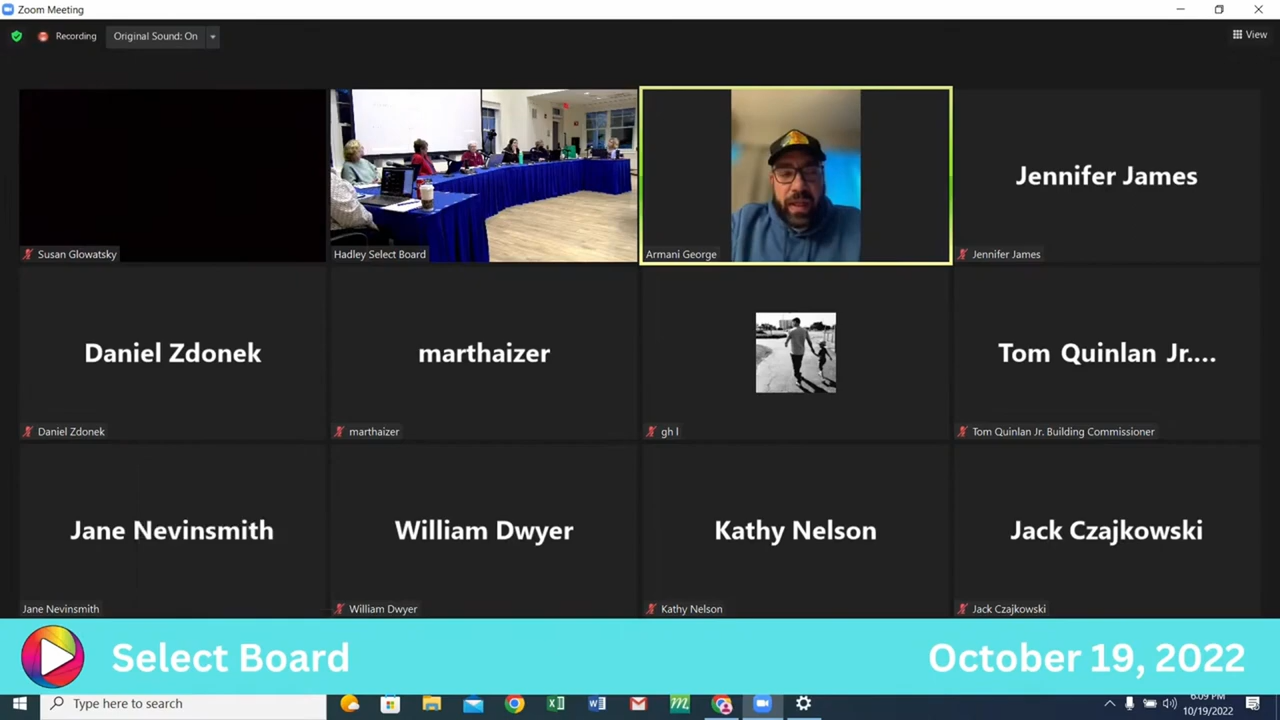 Zoom Meeting
Recording
Original Sound: On
View
Susan Glowatsky
Hadley Select Board
Armani George
Jennifer James
Jennifer James
Daniel Zdonek
Daniel Zdonek
marthaizer
marthaizer
gh l
Tom Quinlan Jr....
Tom Quinlan Jr. Building Commissioner
Jane Nevinsmith
Jane Nevinsmith
William Dwyer
William Dwyer
Kathy Nelson
Kathy Nelson
Jack Czajkowski
Jack Czajkowski
Select Board
October 19, 2022
Type here to search
6:09 PM
10/19/2022